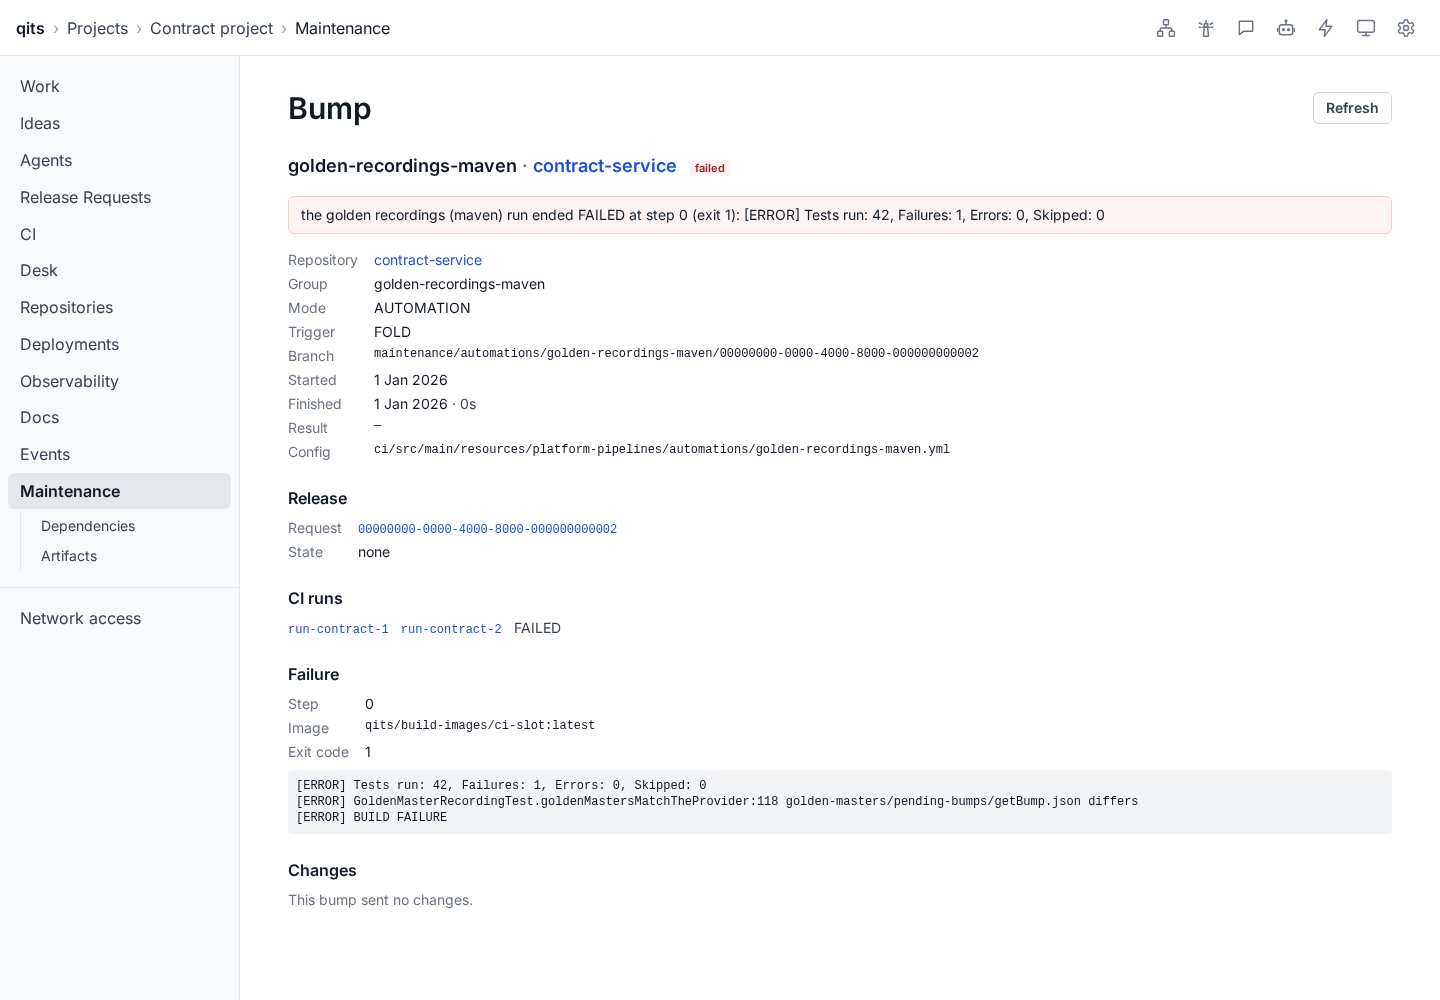 qits › Projects › Contract project › Maintenance
Work
Ideas
Agents
Release Requests
CI
Desk
Repositories
Deployments
Observability
Docs
Events
Maintenance
Dependencies
Artifacts
Network access
Bump
Refresh
golden-recordings-maven · contract-service failed
the golden recordings (maven) run ended FAILED at step 0 (exit 1): [ERROR] Tests run: 42, Failures: 1, Errors: 0, Skipped: 0
Repository contract-service
Group golden-recordings-maven
Mode AUTOMATION
Trigger FOLD
Branch maintenance/automations/golden-recordings-maven/00000000-0000-4000-8000-000000000002
Started 1 Jan 2026
Finished 1 Jan 2026 · 0s
Result —
Config ci/src/main/resources/platform-pipelines/automations/golden-recordings-maven.yml
Release
Request 00000000-0000-4000-8000-000000000002
State none
CI runs
run-contract-1 run-contract-2 FAILED
Failure
Step 0
Image qits/build-images/ci-slot:latest
Exit code 1
[ERROR] Tests run: 42, Failures: 1, Errors: 0, Skipped: 0
[ERROR] GoldenMasterRecordingTest.goldenMastersMatchTheProvider:118 golden-masters/pending-bumps/getBump.json differs
[ERROR] BUILD FAILURE
Changes
This bump sent no changes.